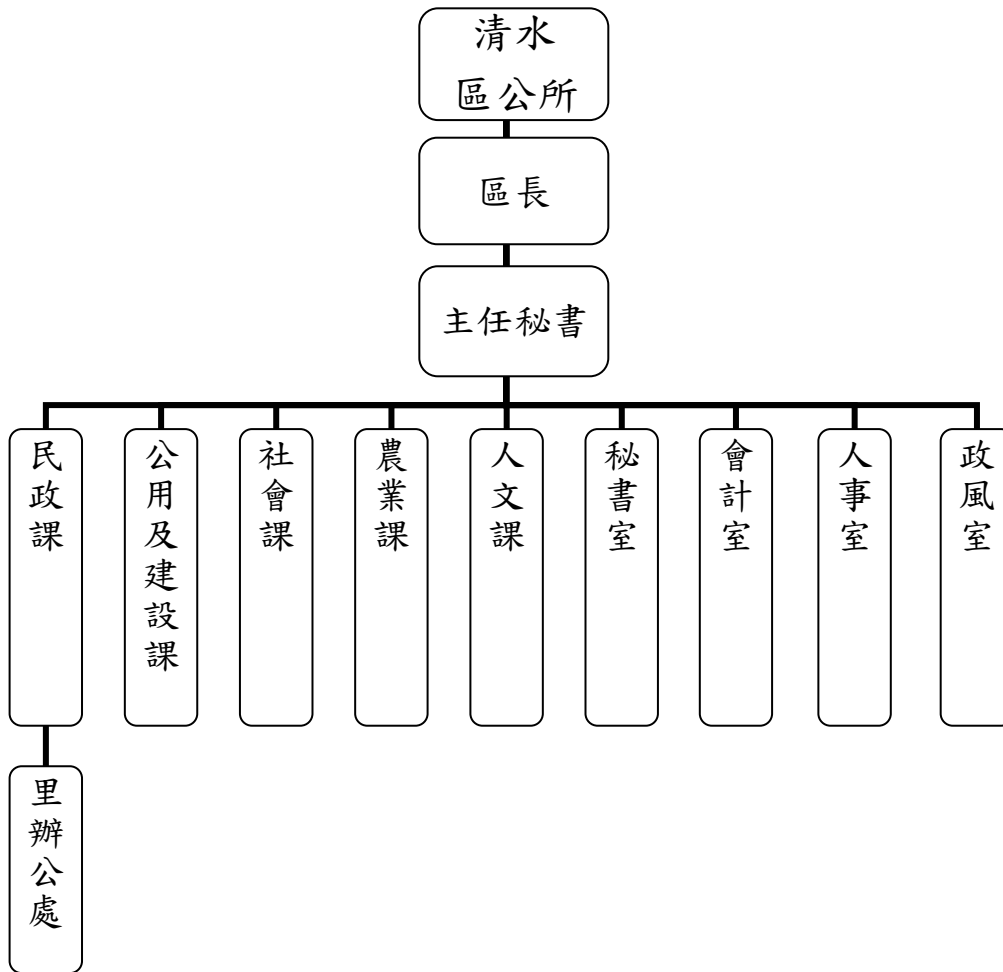 清水
區公所
區長
主任秘書
民政課
公用及建設課
社會課
農業課
人文課
秘書室
會計室
人事室
政風室
里辦公處